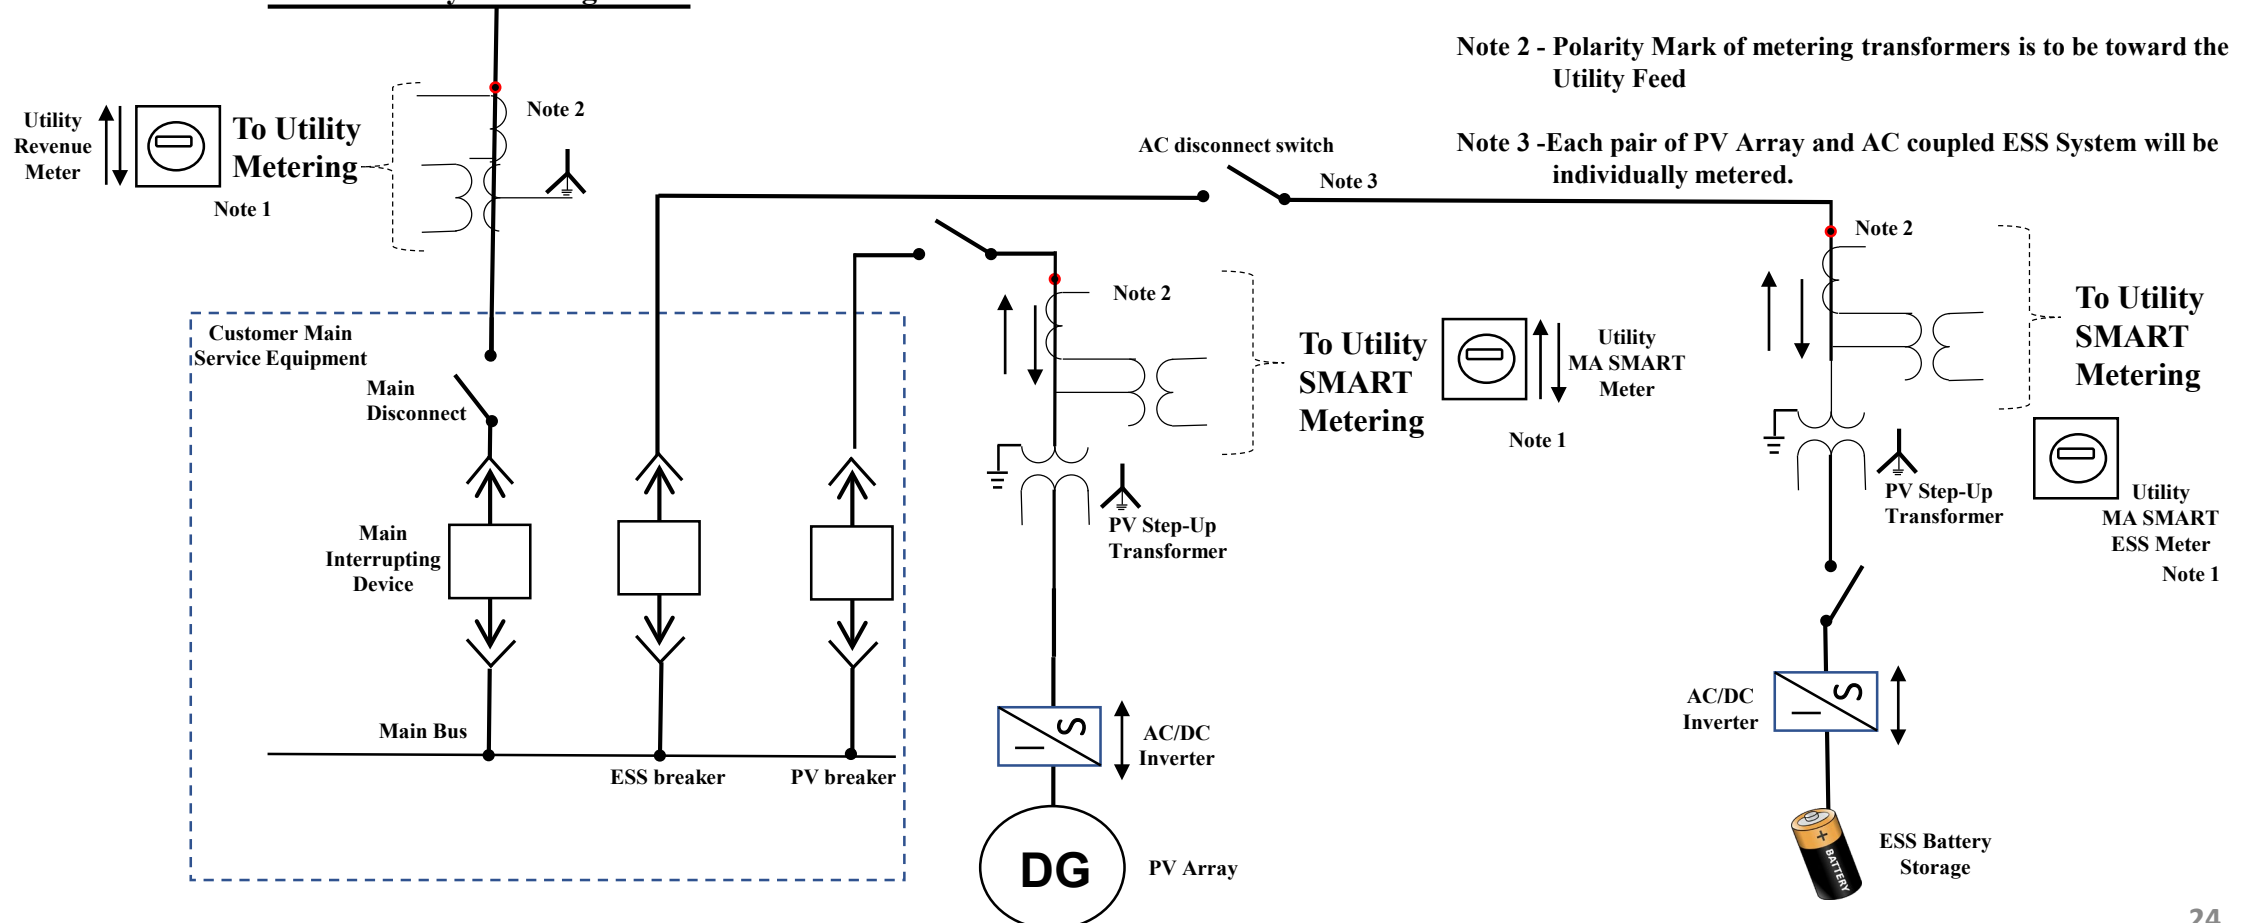 Note 2 - Polarity Mark of metering transformers is to be toward the
Utility Feed
Note 3 -Each pair of PV Array and AC coupled ESS System will be
individually metered.
Utility
Revenue
Meter
To Utility
Metering
Note 1
Note 2
AC disconnect switch
Note 3
Note 2
To Utility
SMART
Metering
Utility
MA SMART
ESS Meter
Note 1
PV Step-Up
Transformer
Note 2
To Utility
SMART
Metering
Utility
MA SMART
Meter
Note 1
PV Step-Up
Transformer
Customer Main
Service Equipment
Main
Disconnect
Main
Interrupting
Device
Main Bus
ESS breaker
PV breaker
AC/DC
Inverter
DG
PV Array
AC/DC
Inverter
BATTERY
ESS Battery
Storage
24